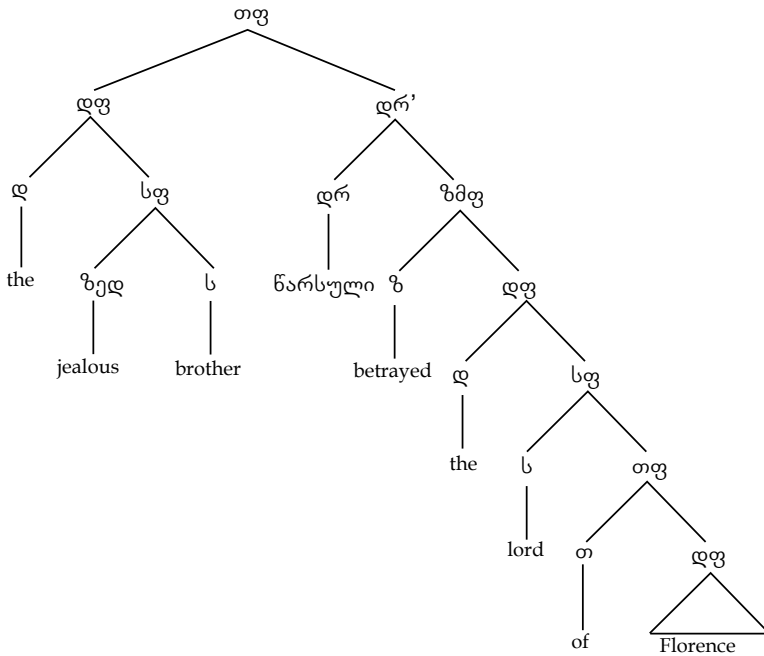 თფ
დფ დრ’
დ სფ დრ ზმფ
the ზედ ს წარსული ზ დფ
jealous brother betrayed დ სფ
the ს თფ
lord თ დფ
of Florence